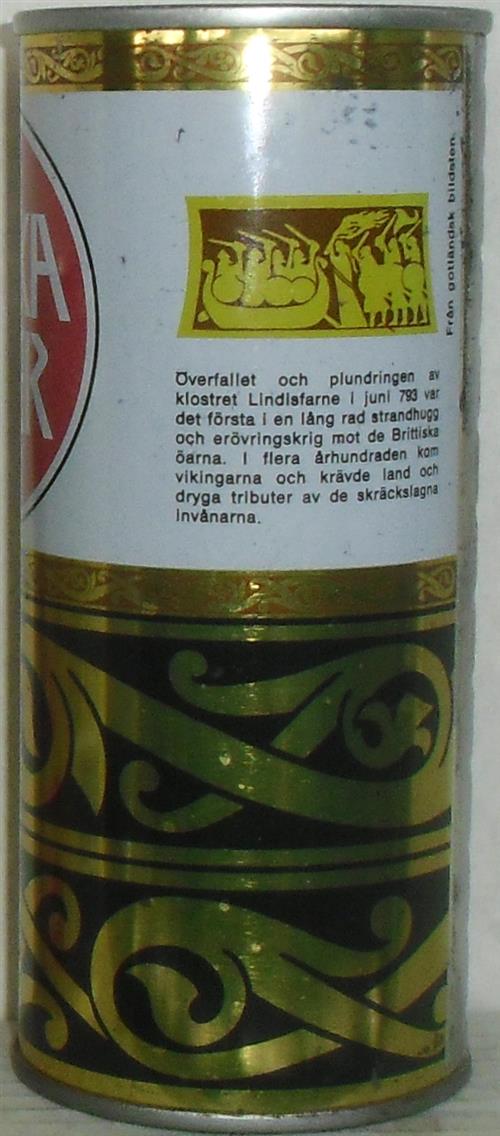 A
R
Från gotländsk bildsten.
Överfallet och plundringen av
klostret Lindisfarne i juni 793 var
det första i en lång rad strandhugg
och erövringskrig mot de Brittiska
öarna. I flera århundraden kom
vikingarna och krävde land och
dryga tributer av de skräckslagna
invånarna.